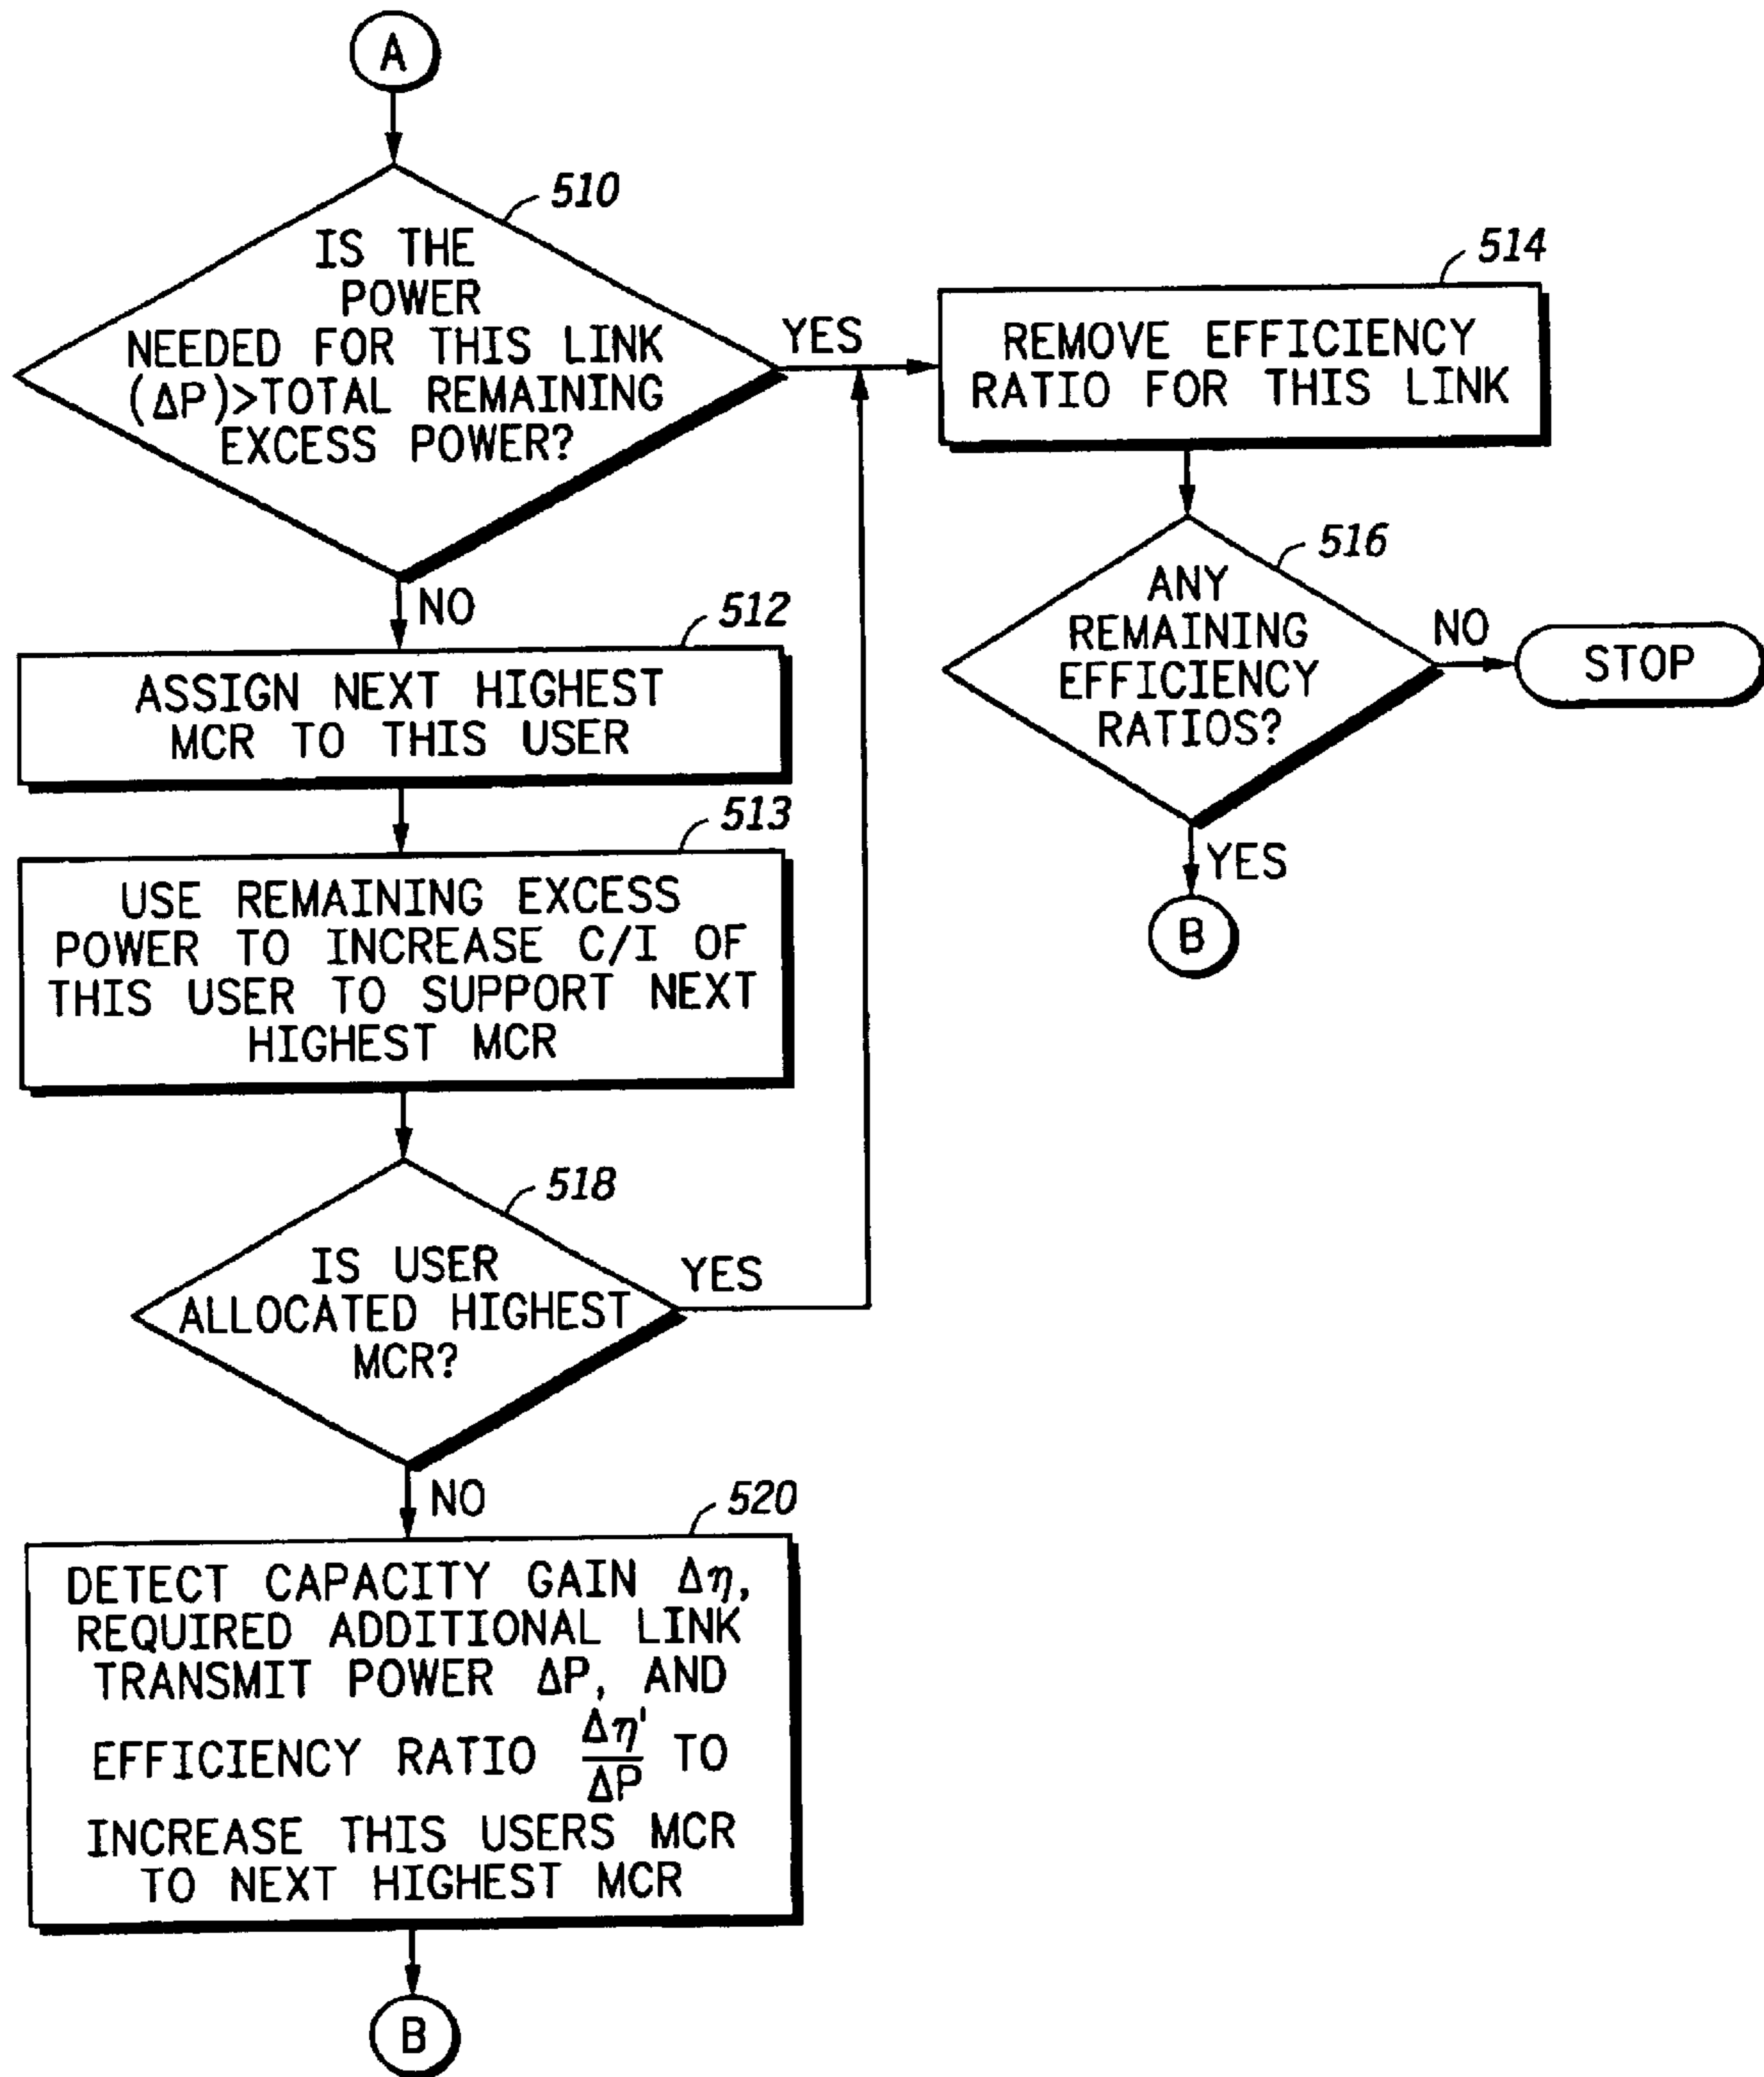 A
510
IS THE
POWER
NEEDED FOR THIS LINK
(ΔP)>TOTAL REMAINING
EXCESS POWER?
YES
NO
514
REMOVE EFFICIENCY
RATIO FOR THIS LINK
516
ANY
REMAINING
EFFICIENCY
RATIOS?
NO
STOP
YES
B
512
ASSIGN NEXT HIGHEST
MCR TO THIS USER
513
USE REMAINING EXCESS
POWER TO INCREASE C/I OF
THIS USER TO SUPPORT NEXT
HIGHEST MCR
518
IS USER
ALLOCATED HIGHEST
MCR?
YES
NO
520
DETECT CAPACITY GAIN Δη,
REQUIRED ADDITIONAL LINK
TRANSMIT POWER ΔP, AND
EFFICIENCY RATIO Δη'/ΔP TO
INCREASE THIS USERS MCR
TO NEXT HIGHEST MCR
B